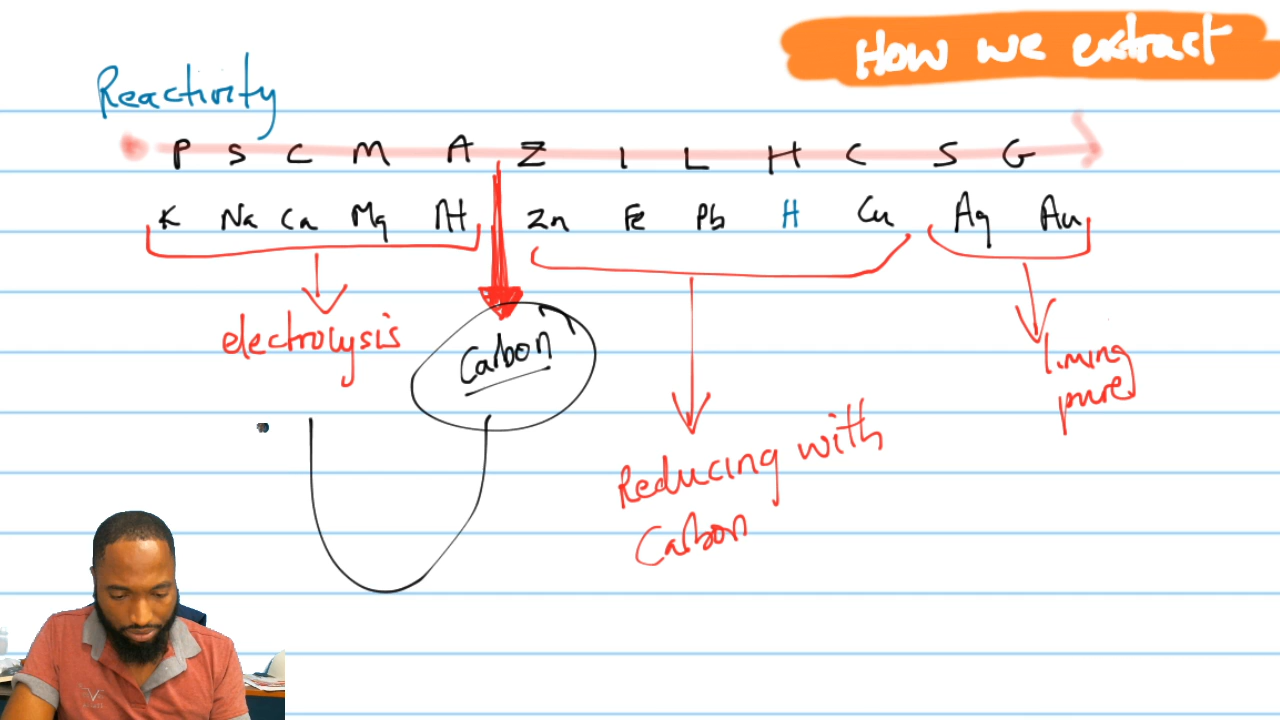 How we extract
Reactivity
P S C M A Z I L H C S G
K Na Ca Mg Al Zn Fe Pb H Cu Ag Au
electrolysis
Carbon
mining
pure
Reducing with
Carbon